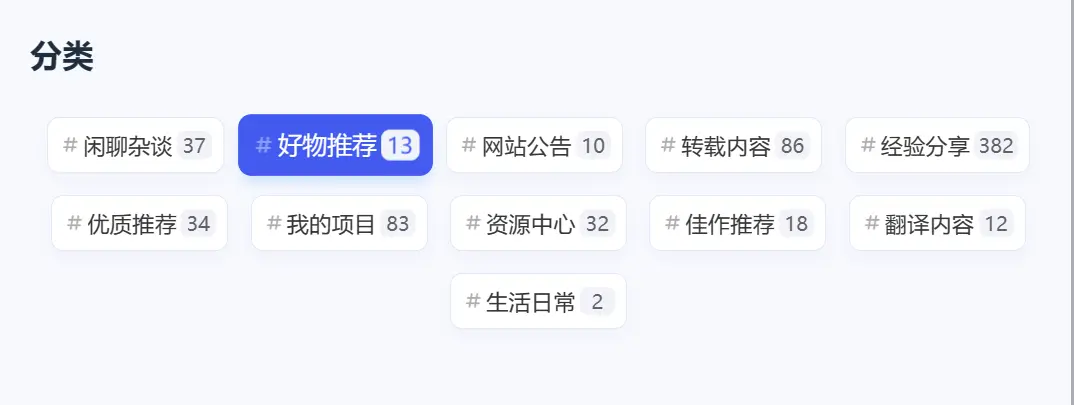 分类
# 闲聊杂谈 37 # 好物推荐 13 # 网站公告 10 # 转载内容 86 # 经验分享 382
# 优质推荐 34 # 我的项目 83 # 资源中心 32 # 佳作推荐 18 # 翻译内容 12
# 生活日常 2